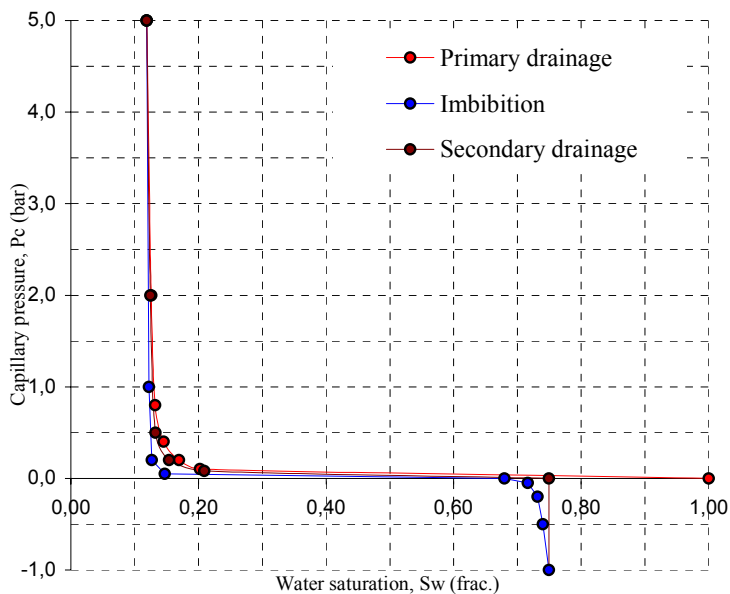 5,0
4,0
3,0
2,0
1,0
0,0
-1,0
Capillary pressure, Pc (bar)
Primary drainage
Imbibition
Secondary drainage
0,00
0,20
0,40
0,60
0,80
1,00
Water saturation, Sw (frac.)